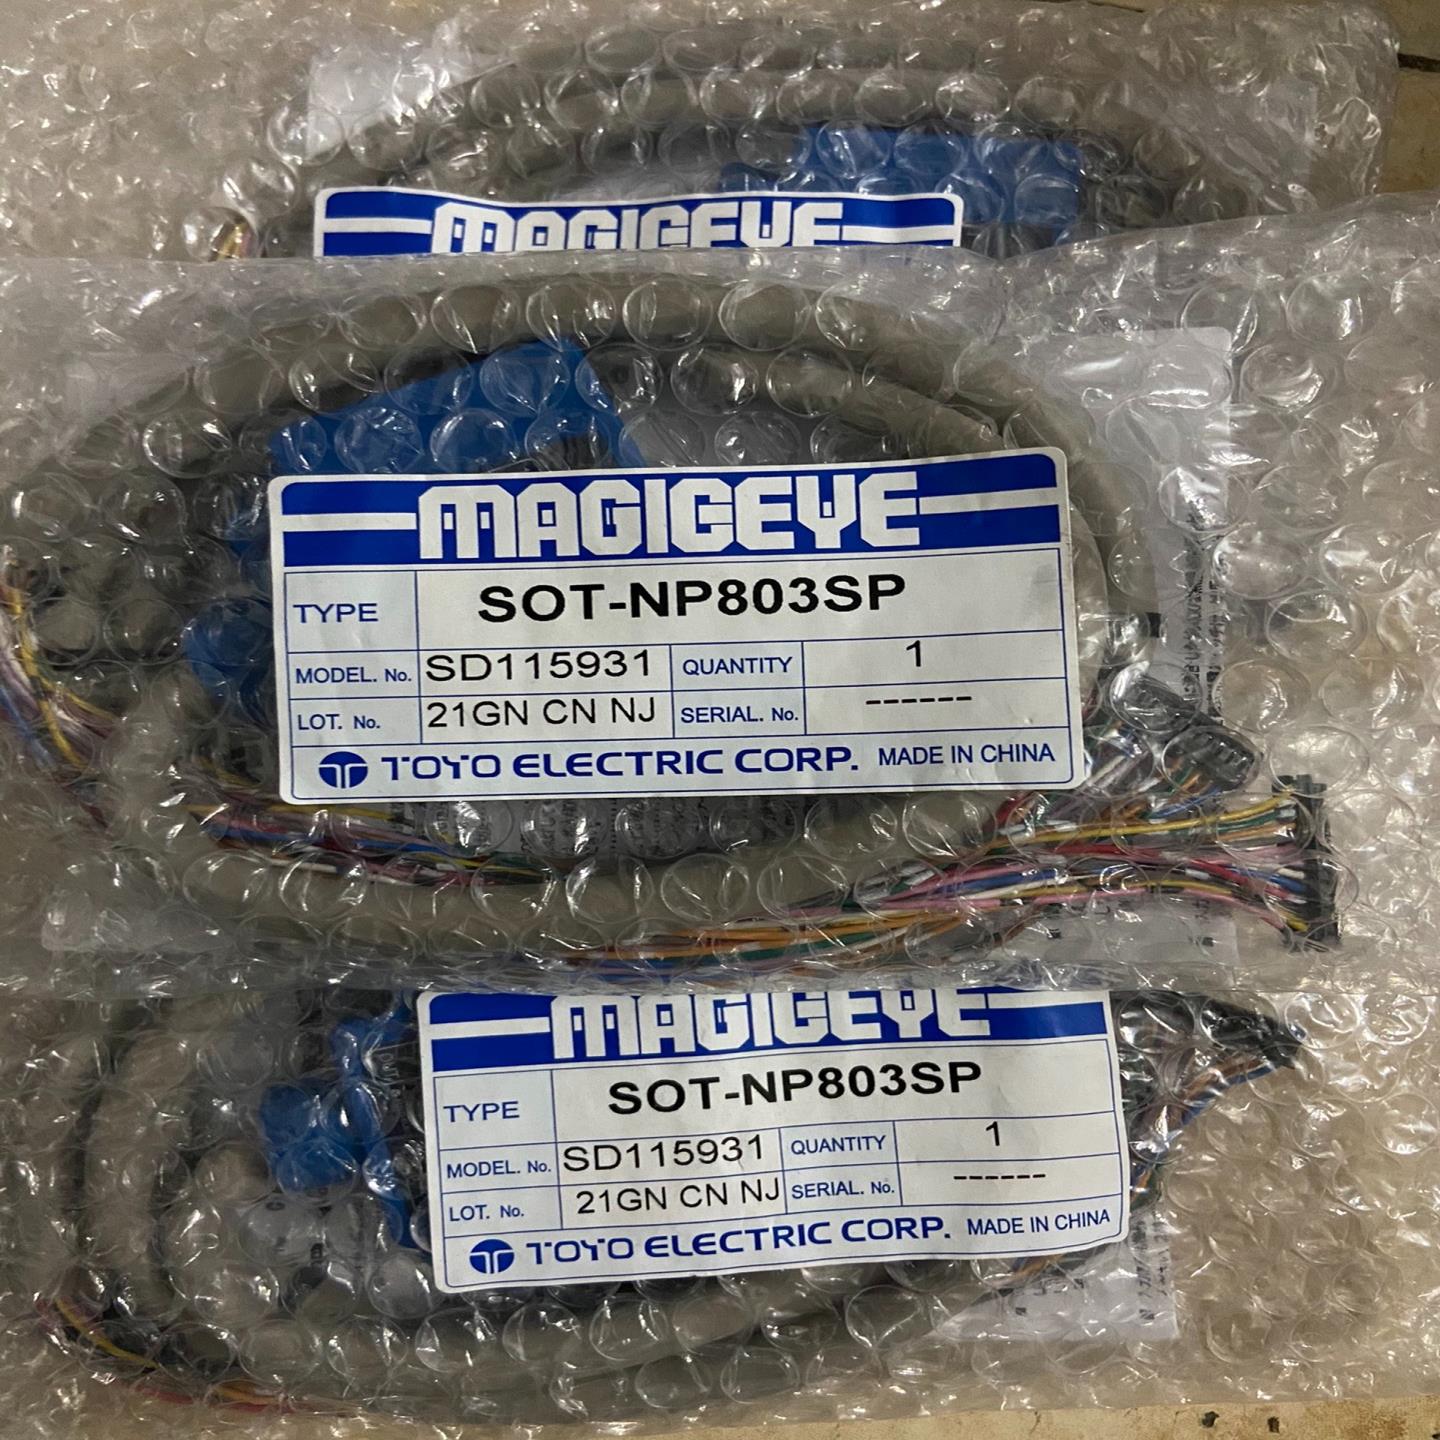 MAGICEYE
MAGICEYE
TYPE SOT-NP803SP
MODEL. No. SD115931 QUANTITY 1
LOT. No. 21GN CN NJ SERIAL. No. ------
TOYO ELECTRIC CORP. MADE IN CHINA
MAGICEYE
TYPE SOT-NP803SP
MODEL. No. SD115931 QUANTITY 1
LOT. No. 21GN CN NJ SERIAL. No. ------
TOYO ELECTRIC CORP. MADE IN CHINA